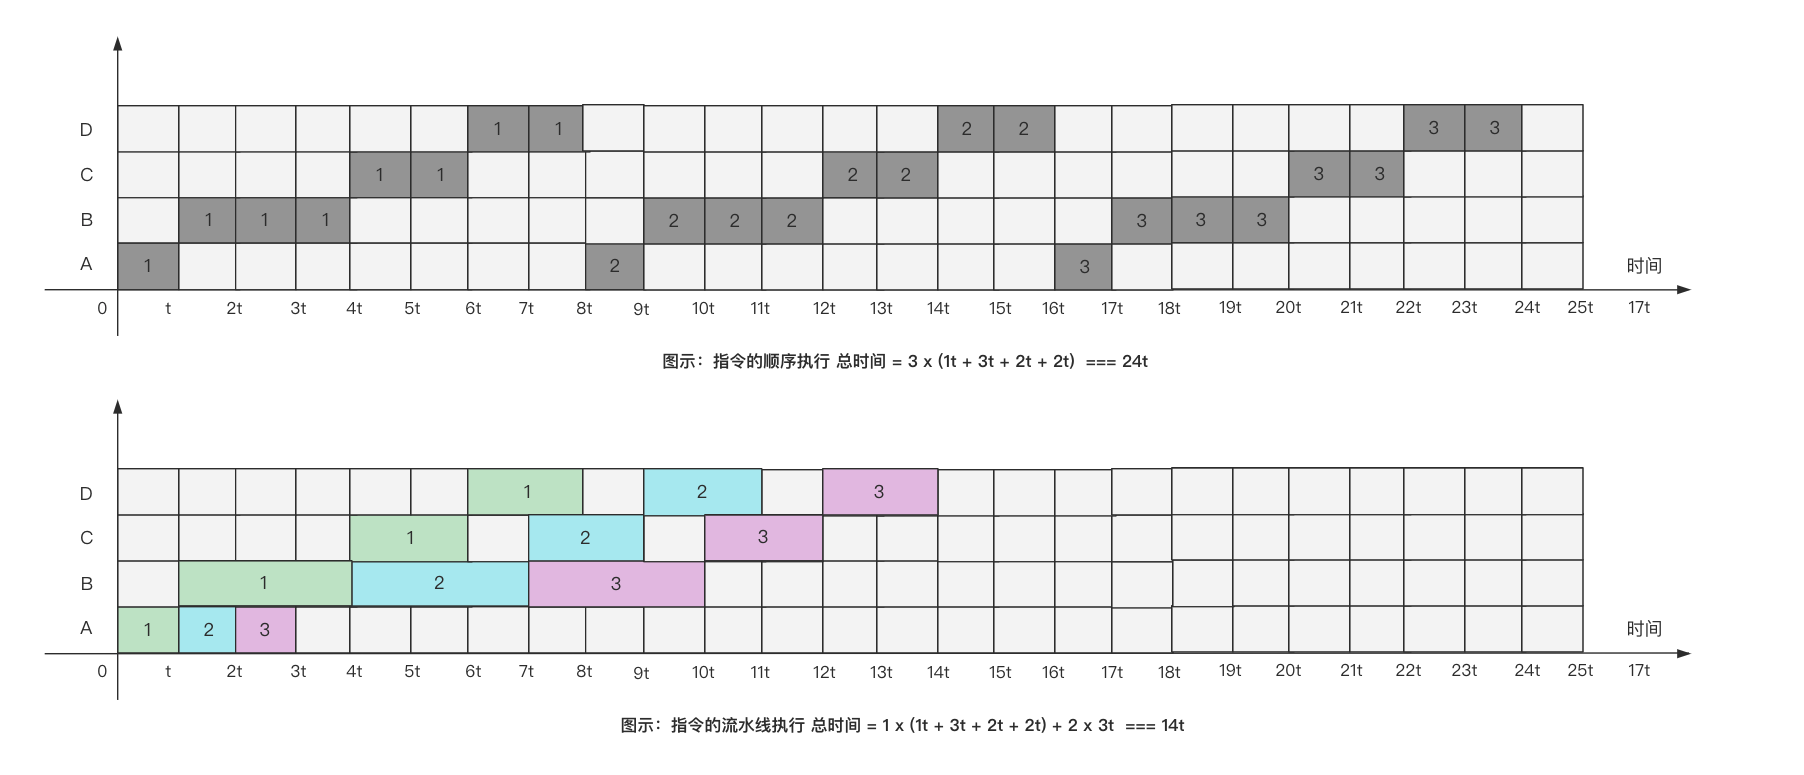 D 1 1 2 2 3 3
C 1 1 2 2 3 3
B 1 1 1 2 2 2 3 3 3
A 1 2 3 时间
0 t 2t 3t 4t 5t 6t 7t 8t 9t 10t 11t 12t 13t 14t 15t 16t 17t 18t 19t 20t 21t 22t 23t 24t 25t 17t
图示：指令的顺序执行 总时间 = 3 x (1t + 3t + 2t + 2t) === 24t
D 1 2 3
C 1 2 3
B 1 2 3
A 1 2 3 时间
0 t 2t 3t 4t 5t 6t 7t 8t 9t 10t 11t 12t 13t 14t 15t 16t 17t 18t 19t 20t 21t 22t 23t 24t 25t 17t
图示：指令的流水线执行 总时间 = 1 x (1t + 3t + 2t + 2t) + 2 x 3t === 14t